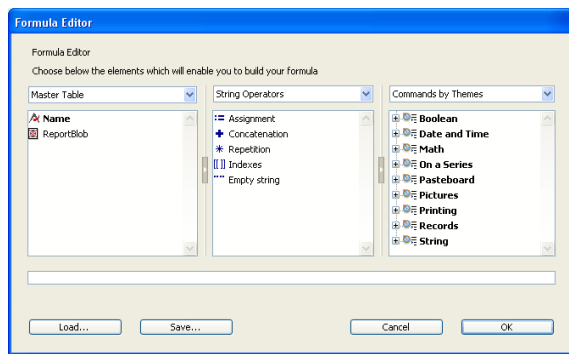 Formula Editor
Formula Editor
Choose below the elements which will enable you to build your formula
Master Table
String Operators
Commands by Themes
Name
ReportBlob
:= Assignment
+ Concatenation
* Repetition
[[ ]] Indexes
"" Empty string
Boolean
Date and Time
Math
On a Series
Pasteboard
Pictures
Printing
Records
String
Load...
Save...
Cancel
OK